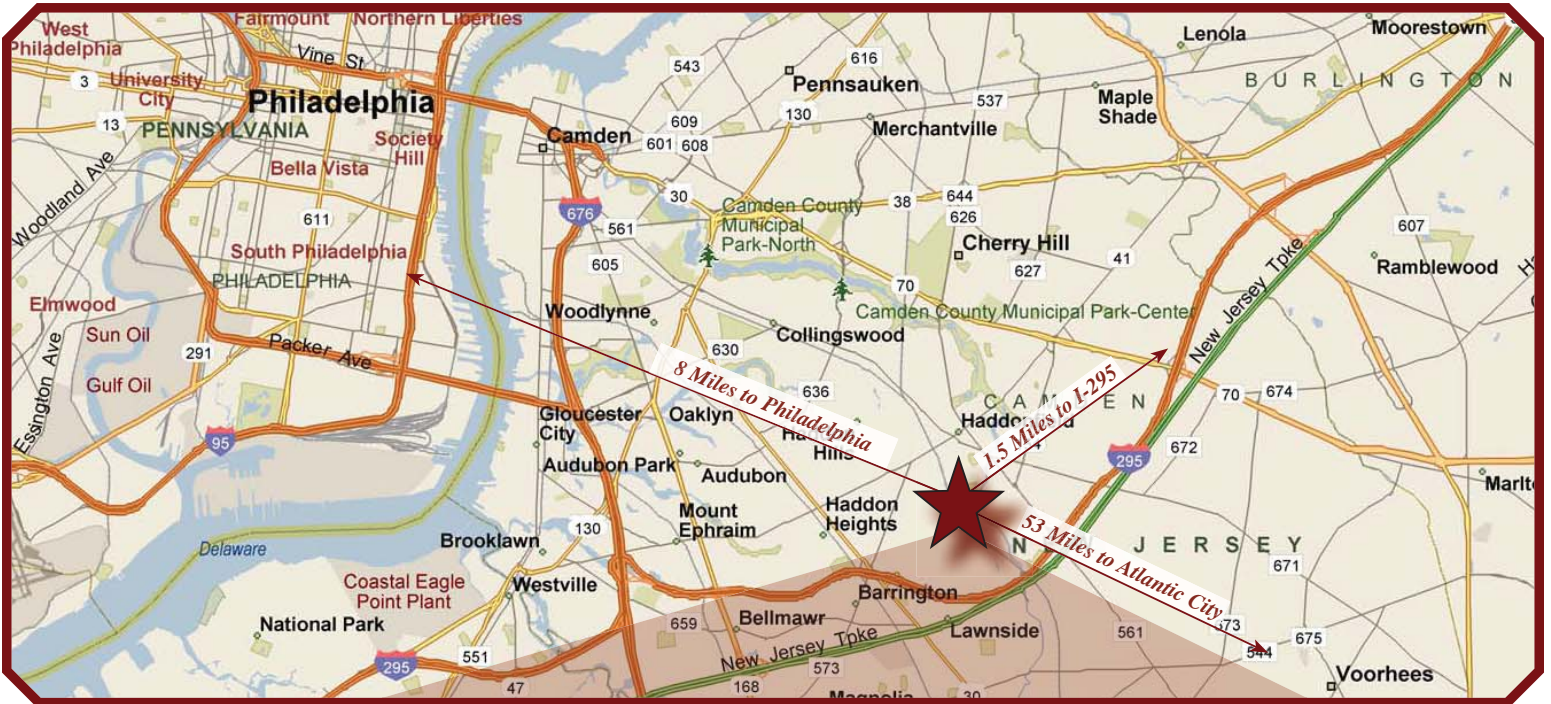 Fairmount
Northern Liberties
West
Philadelphia
Vine St
University
City
3
Philadelphia
13
PENNSYLVANIA
Society
Hill
Bella Vista
Woodland Ave
611
South Philadelphia
PHILADELPHIA
Elmwood
Sun Oil
291
Packer Ave
Gulf Oil
Essington Ave
95
Delaware
Coastal Eagle
Point Plant
National Park
295
551
47
543
616
Pennsauken
Lenola
Moorestown
BURLINGTON
537
Maple
Shade
130
Merchantville
609
601
608
Camden
30
38
644
626
Camden County
Municipal
Park-North
676
561
605
Cherry Hill
627
41
607
Ramblewood
70
Camden County Municipal Park-Center
New Jersey Tpke
Woodlynne
Collingswood
630
8 Miles to Philadelphia
636
1.5 Miles to I-295
CAMDEN
70
674
Gloucester
City
Oaklyn
Hills
295
672
Audubon Park
Audubon
Mount
Ephraim
Haddon
Heights
53 Miles to Atlantic City
JERSEY
671
130
Brooklawn
Westville
Barrington
Bellmawr
659
New Jersey Tpke
573
168
Lawnside
561
675
544
Voorhees
30